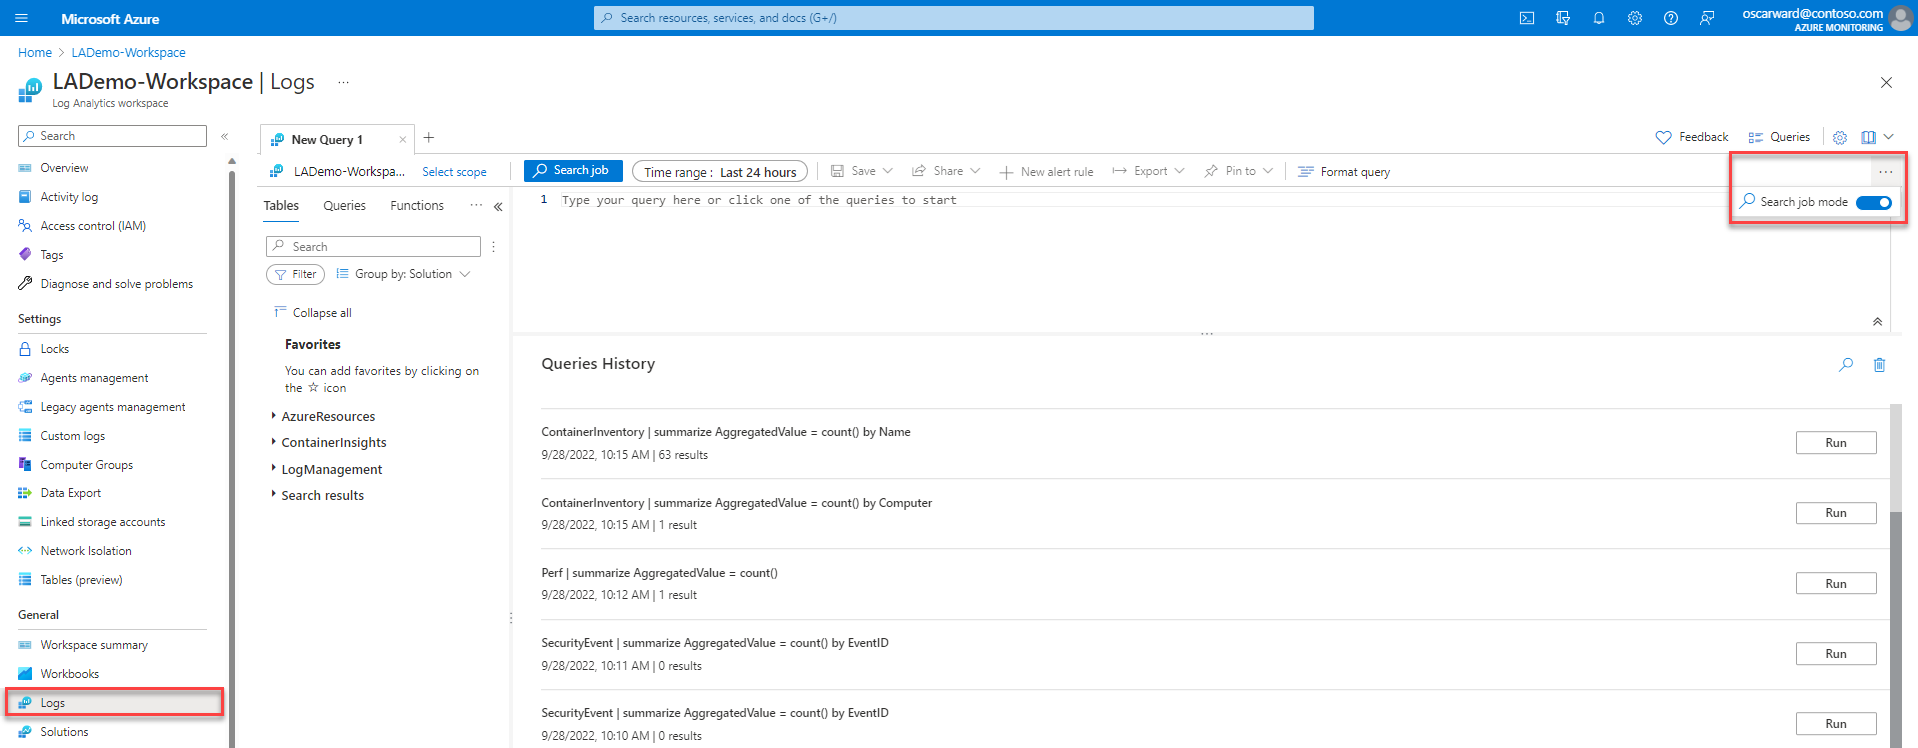 Microsoft Azure
Search resources, services, and docs (G+/)
oscarward@contoso.com
AZURE MONITORING
Home > LADemo-Workspace
LADemo-Workspace | Logs ...
Log Analytics workspace
Search «
Overview
Activity log
Access control (IAM)
Tags
Diagnose and solve problems
Settings
Locks
Agents management
Legacy agents management
Custom logs
Computer Groups
Data Export
Linked storage accounts
Network Isolation
Tables (preview)
General
Workspace summary
Workbooks
Logs
Solutions
New Query 1 × +
Feedback Queries
LADemo-Workspa... Select scope Search job Time range : Last 24 hours Save Share New alert rule Export Pin to Format query ...
Search job mode
Tables Queries Functions ... «
Search
Filter Group by: Solution
Collapse all
Favorites
You can add favorites by clicking on
the ☆ icon
AzureResources
ContainerInsights
LogManagement
Search results
1 Type your query here or click one of the queries to start
...
Queries History
ContainerInventory | summarize AggregatedValue = count() by Name
9/28/2022, 10:15 AM | 63 results
Run
ContainerInventory | summarize AggregatedValue = count() by Computer
9/28/2022, 10:15 AM | 1 result
Run
Perf | summarize AggregatedValue = count()
9/28/2022, 10:12 AM | 1 result
Run
SecurityEvent | summarize AggregatedValue = count() by EventID
9/28/2022, 10:11 AM | 0 results
Run
SecurityEvent | summarize AggregatedValue = count() by EventID
9/28/2022, 10:10 AM | 0 results
Run